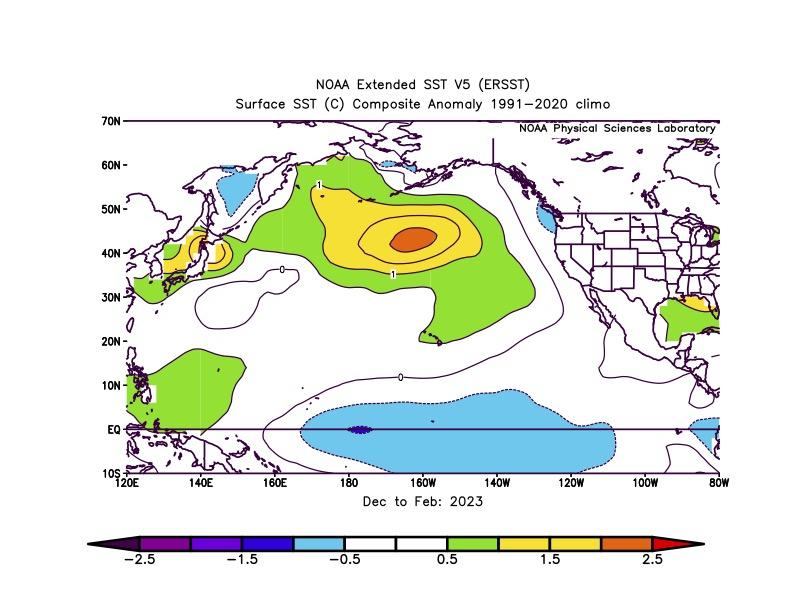 NOAA Extended SST V5 (ERSST)
Surface SST (C) Composite Anomaly 1991-2020 climo
70N
NOAA Physical Sciences Laboratory
60N
1
50N
40N
0
1
30N
20N
0
10N
EQ
10S
120E 140E 160E 180 160W 140W 120W 100W 80W
Dec to Feb: 2023
-2.5 -1.5 -0.5 0.5 1.5 2.5